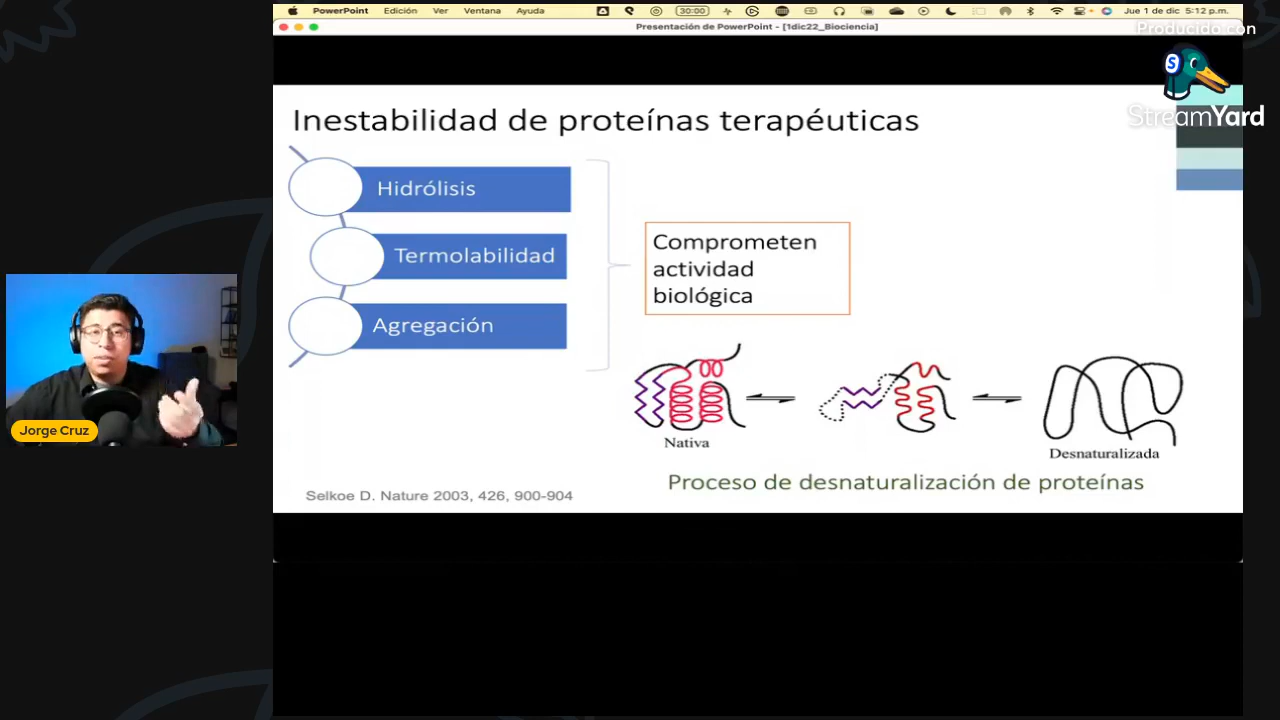 PowerPoint Edición Ver Ventana Ayuda 30:00 Jue 1 de dic 5:12 p.m.
Presentación de PowerPoint - [1dic22_Biociencia]
Producido con
S
StreamYard
Inestabilidad de proteínas terapéuticas
Hidrólisis
Termolabilidad
Agregación
Comprometen
actividad
biológica
Nativa
Desnaturalizada
Proceso de desnaturalización de proteínas
Selkoe D. Nature 2003, 426, 900-904
Jorge Cruz